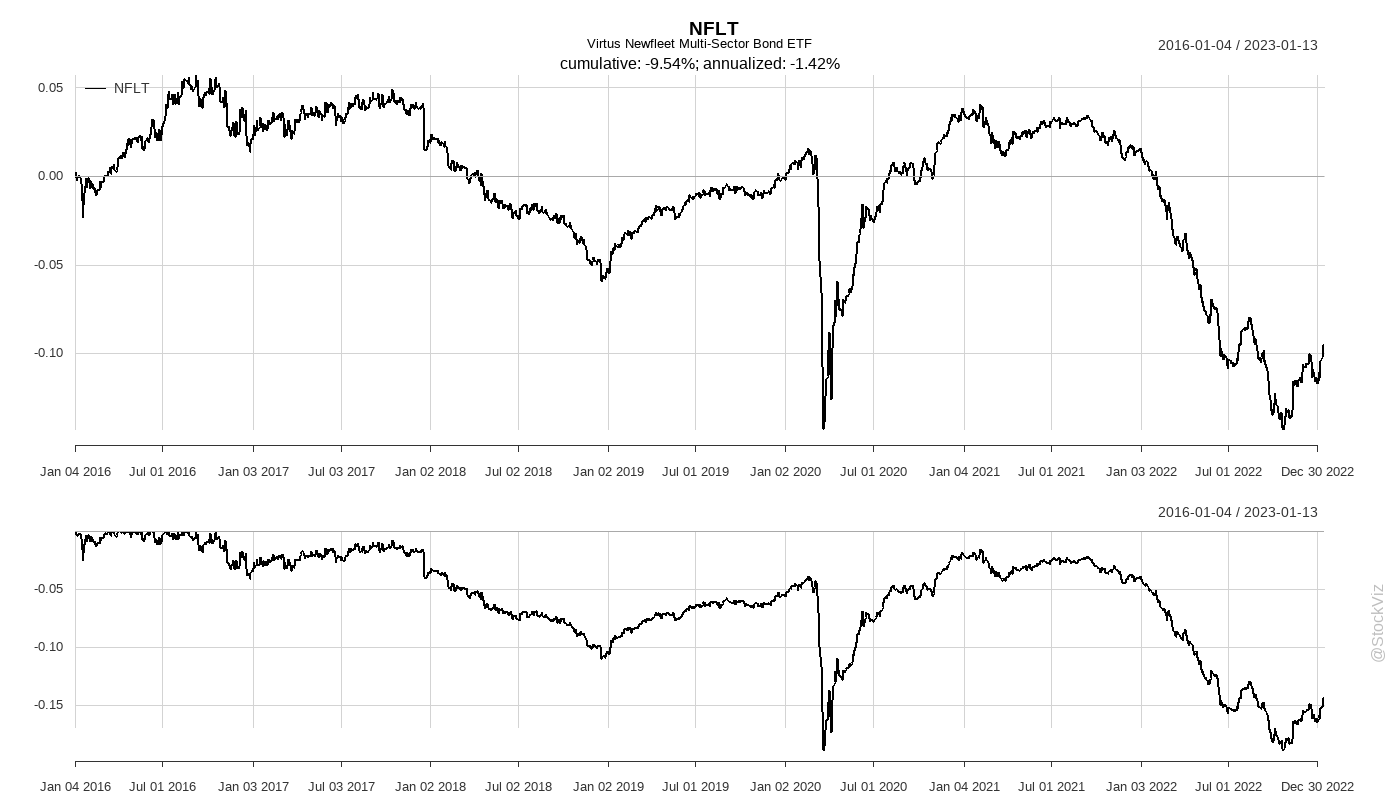 NFLT
Virtus Newfleet Multi-Sector Bond ETF
cumulative: -9.54%; annualized: -1.42%
2016-01-04 / 2023-01-13
NFLT
0.05
0.00
-0.05
-0.10
Jan 04 2016 Jul 01 2016 Jan 03 2017 Jul 03 2017 Jan 02 2018 Jul 02 2018 Jan 02 2019 Jul 01 2019 Jan 02 2020 Jul 01 2020 Jan 04 2021 Jul 01 2021 Jan 03 2022 Jul 01 2022 Dec 30 2022
2016-01-04 / 2023-01-13
-0.05
-0.10
-0.15
Jan 04 2016 Jul 01 2016 Jan 03 2017 Jul 03 2017 Jan 02 2018 Jul 02 2018 Jan 02 2019 Jul 01 2019 Jan 02 2020 Jul 01 2020 Jan 04 2021 Jul 01 2021 Jan 03 2022 Jul 01 2022 Dec 30 2022
@StockViz